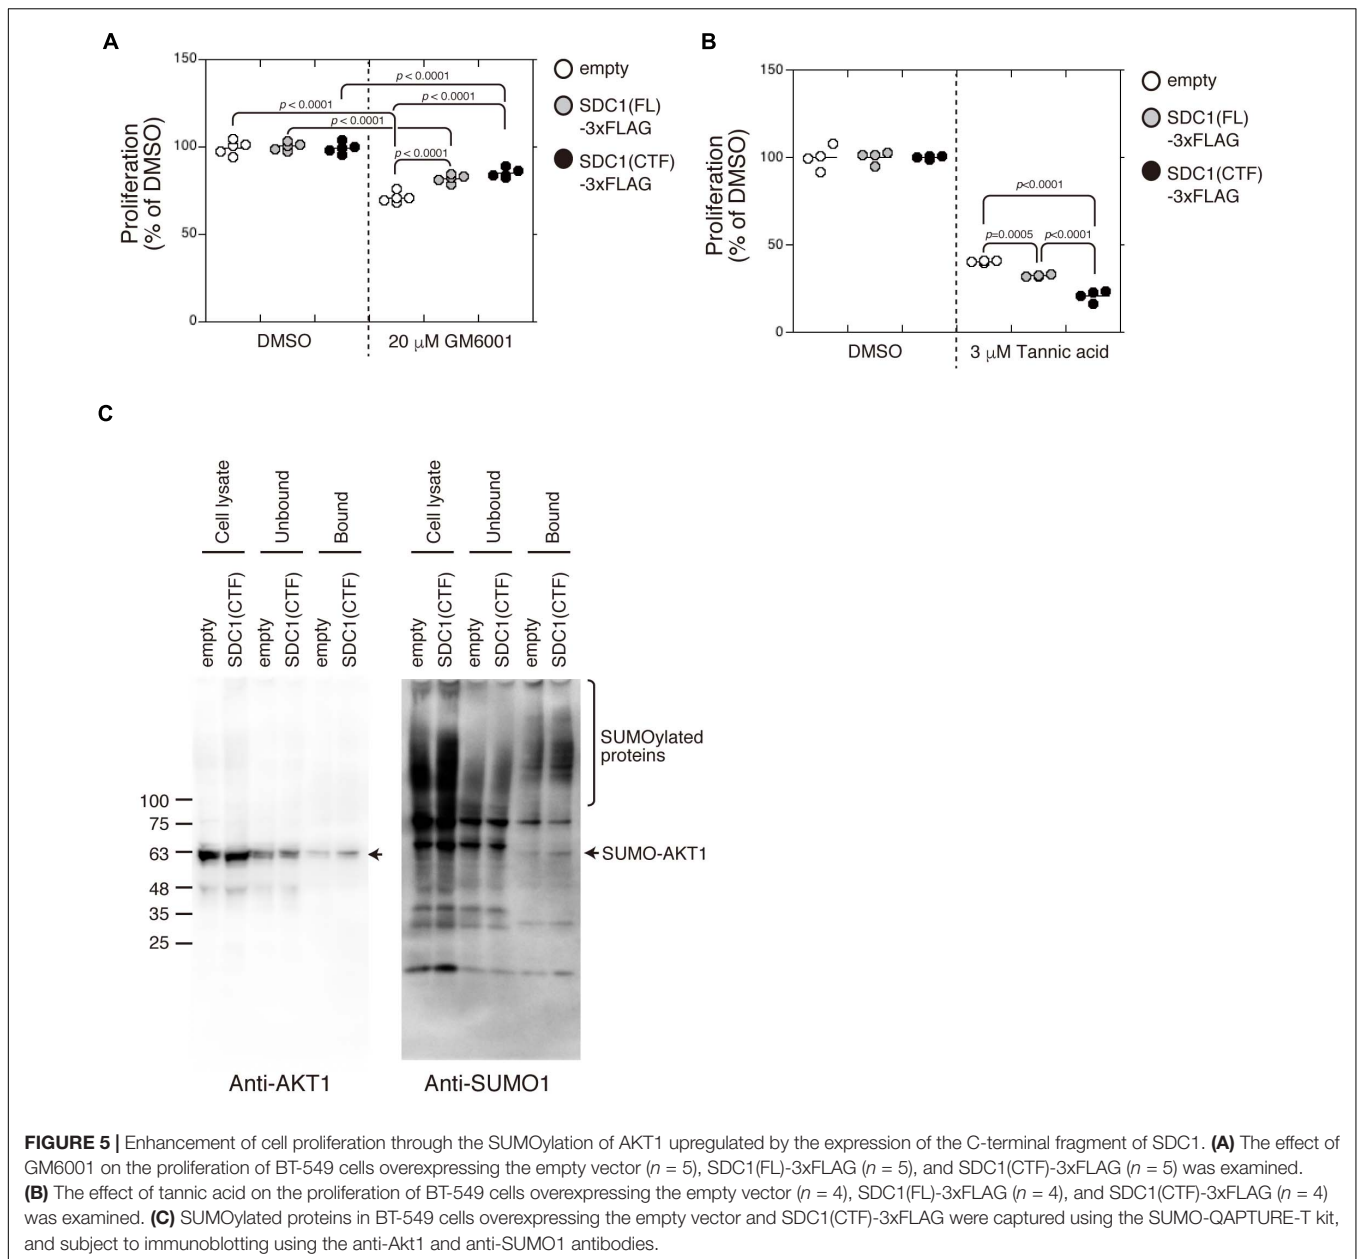 A
150
100
50
0
Proliferation
(% of DMSO)
p < 0.0001
p < 0.0001
p < 0.0001
p < 0.0001
p < 0.0001
DMSO
20 μM GM6001
empty
SDC1(FL)
-3xFLAG
SDC1(CTF)
-3xFLAG
B
150
100
50
0
Proliferation
(% of DMSO)
p<0.0001
p=0.0005
p<0.0001
DMSO
3 μM Tannic acid
empty
SDC1(FL)
-3xFLAG
SDC1(CTF)
-3xFLAG
C
Cell lysate
Unbound
Bound
empty
SDC1(CTF)
empty
SDC1(CTF)
empty
SDC1(CTF)
Cell lysate
Unbound
Bound
empty
SDC1(CTF)
empty
SDC1(CTF)
empty
SDC1(CTF)
100
75
63
48
35
25
SUMOylated
proteins
SUMO-AKT1
Anti-AKT1
Anti-SUMO1
FIGURE 5 | Enhancement of cell proliferation through the SUMOylation of AKT1 upregulated by the expression of the C-terminal fragment of SDC1. (A) The effect of
GM6001 on the proliferation of BT-549 cells overexpressing the empty vector (n = 5), SDC1(FL)-3xFLAG (n = 5), and SDC1(CTF)-3xFLAG (n = 5) was examined.
(B) The effect of tannic acid on the proliferation of BT-549 cells overexpressing the empty vector (n = 4), SDC1(FL)-3xFLAG (n = 4), and SDC1(CTF)-3xFLAG (n = 4)
was examined. (C) SUMOylated proteins in BT-549 cells overexpressing the empty vector and SDC1(CTF)-3xFLAG were captured using the SUMO-QAPTURE-T kit,
and subject to immunoblotting using the anti-Akt1 and anti-SUMO1 antibodies.